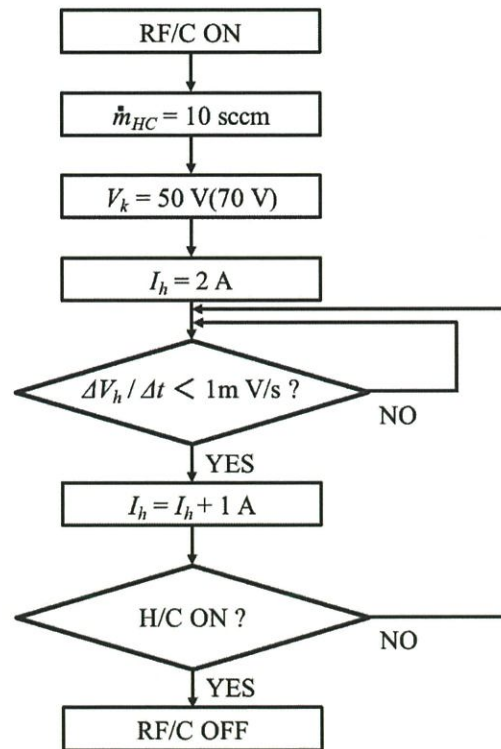 RF/C ON
ṁ_HC = 10 sccm
V_k = 50 V(70 V)
I_h = 2 A
ΔV_h / Δt < 1m V/s ?
NO
YES
I_h = I_h + 1 A
H/C ON ?
NO
YES
RF/C OFF